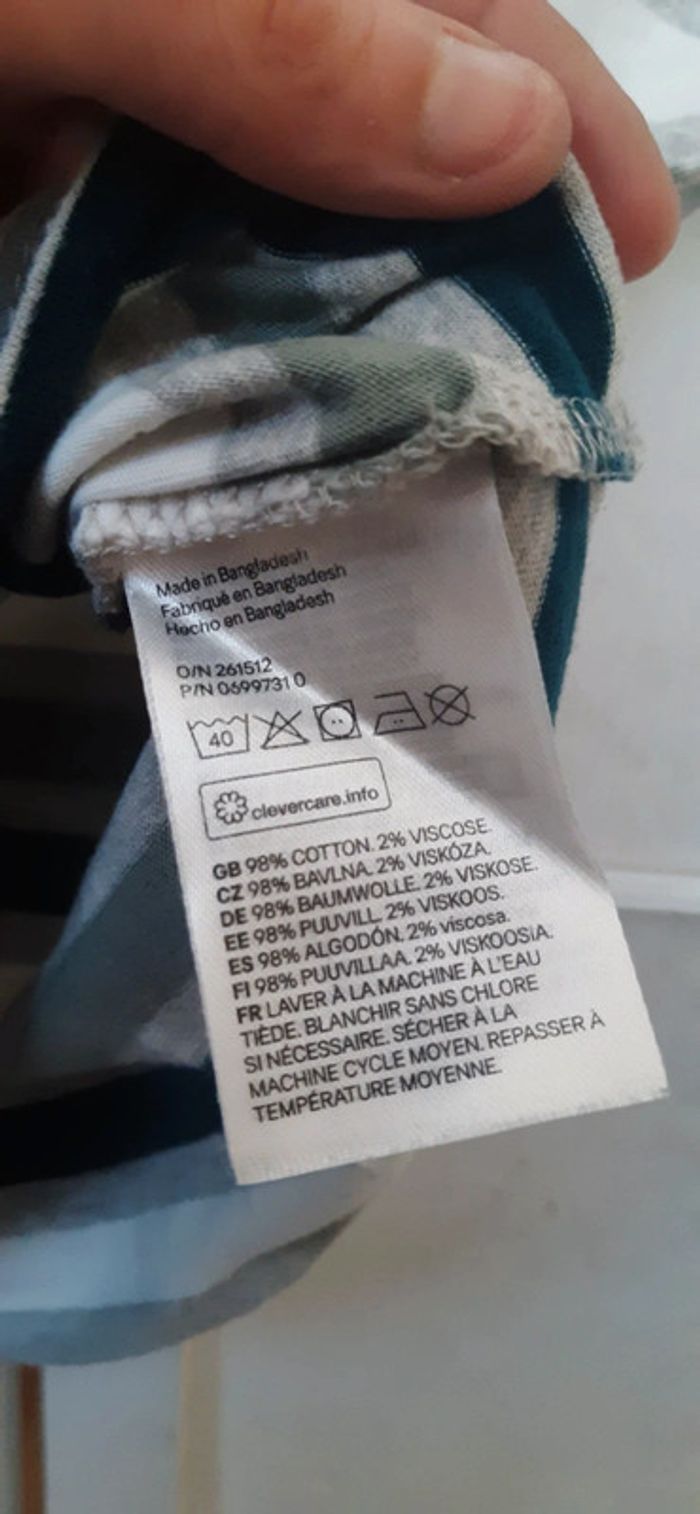 Made in Bangladesh
Fabriqué en Bangladesh
Hecho en Bangladesh
O/N 261512
P/N 0699731 0
40
clevercare.info
GB 98% COTTON. 2% VISCOSE.
CZ 98% BAVLNA. 2% VISKÓZA.
DE 98% BAUMWOLLE. 2% VISKOSE.
EE 98% PUUVILL. 2% VISKOOS.
ES 98% ALGODÓN. 2% viscosa.
FI 98% PUUVILLAA. 2% VISKOOSIA.
FR LAVER À LA MACHINE À L'EAU
TIÈDE. BLANCHIR SANS CHLORE
SI NÉCESSAIRE. SÉCHER À LA
MACHINE CYCLE MOYEN. REPASSER À
TEMPÉRATURE MOYENNE.